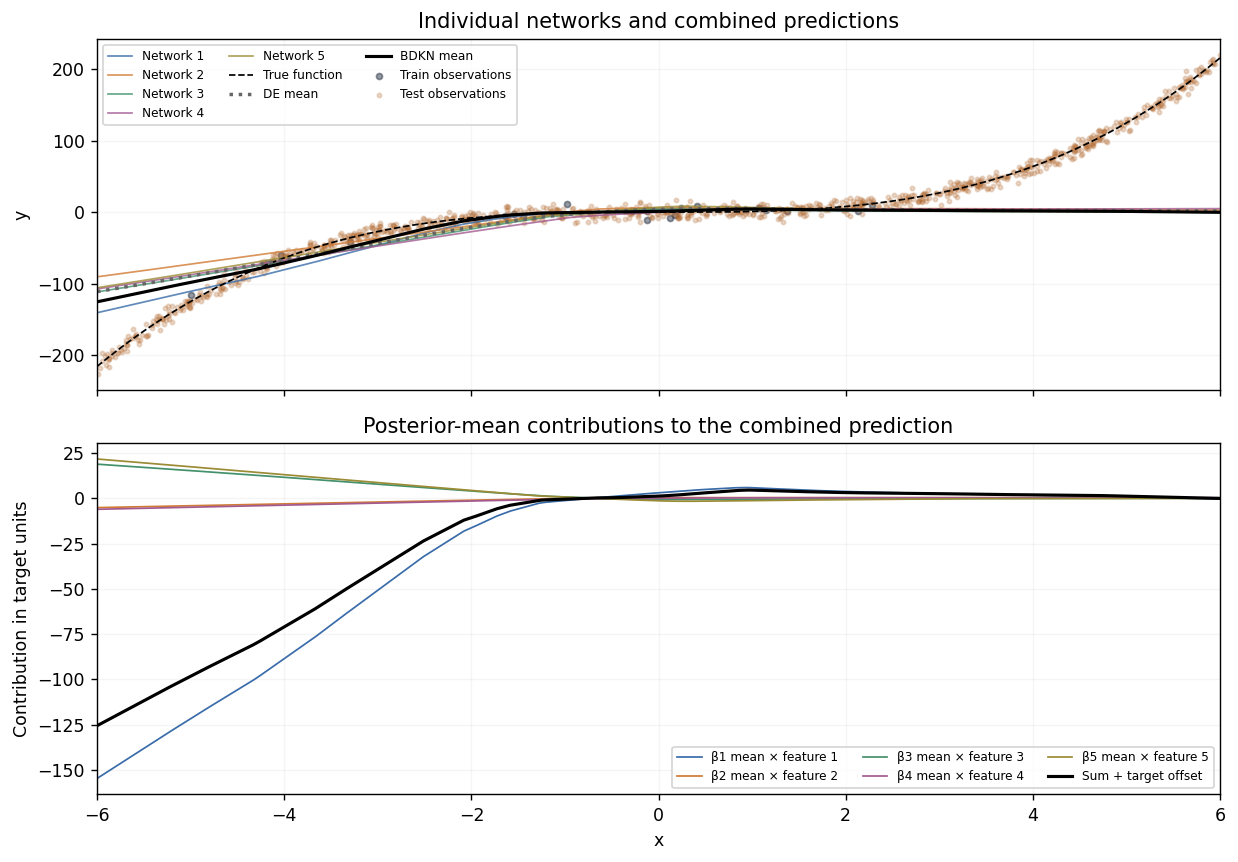 Individual networks and combined predictions
200
100
0
−100
−200
y
Network 1
Network 2
Network 3
Network 4
Network 5
True function
DE mean
BDKN mean
Train observations
Test observations
Posterior-mean contributions to the combined prediction
25
0
−25
−50
−75
−100
−125
−150
Contribution in target units
β1 mean × feature 1
β2 mean × feature 2
β3 mean × feature 3
β4 mean × feature 4
β5 mean × feature 5
Sum + target offset
−6 −4 −2 0 2 4 6
x